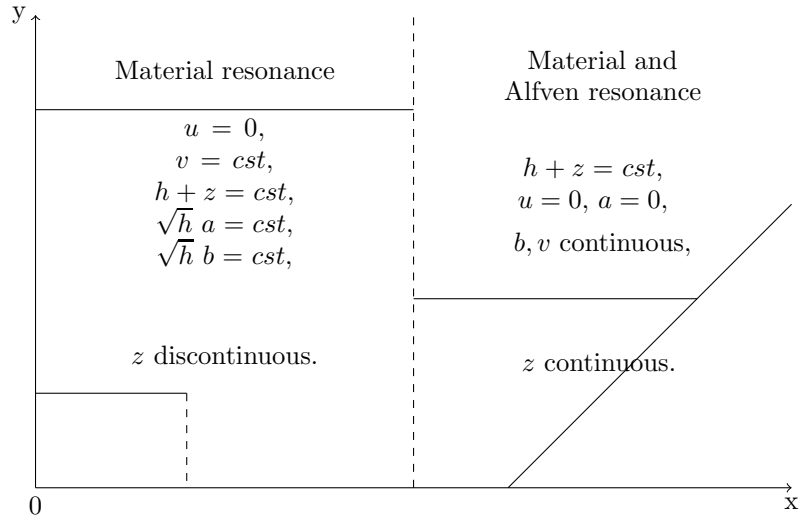 y
Material resonance
u = 0,
v = cst,
h + z = cst,
√h a = cst,
√h b = cst,
z discontinuous.
Material and
Alfven resonance
h + z = cst,
u = 0, a = 0,
b, v continuous,
z continuous.
0
x